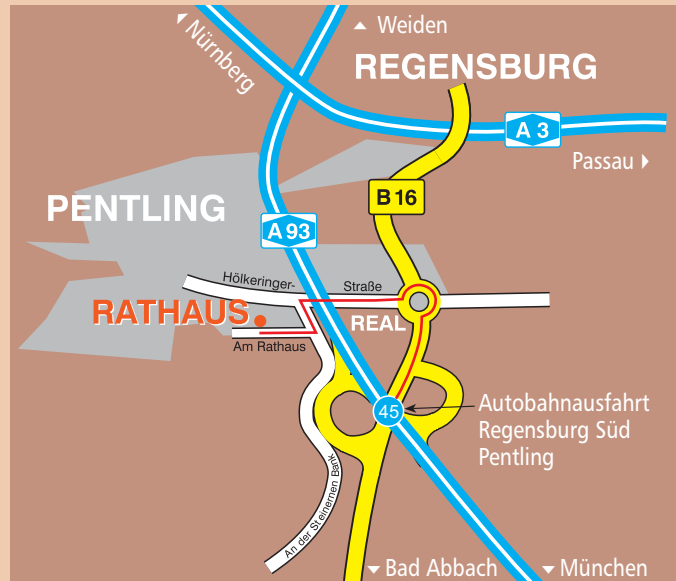 Weiden
Nürnberg
REGENSBURG
A 3
Passau
B 16
PENTLING
A 93
Hölkeringer-
Straße
RATHAUS
REAL
Am Rathaus
45
Autobahnausfahrt
Regensburg Süd
Pentling
An der Steinernen Bank
Bad Abbach
München